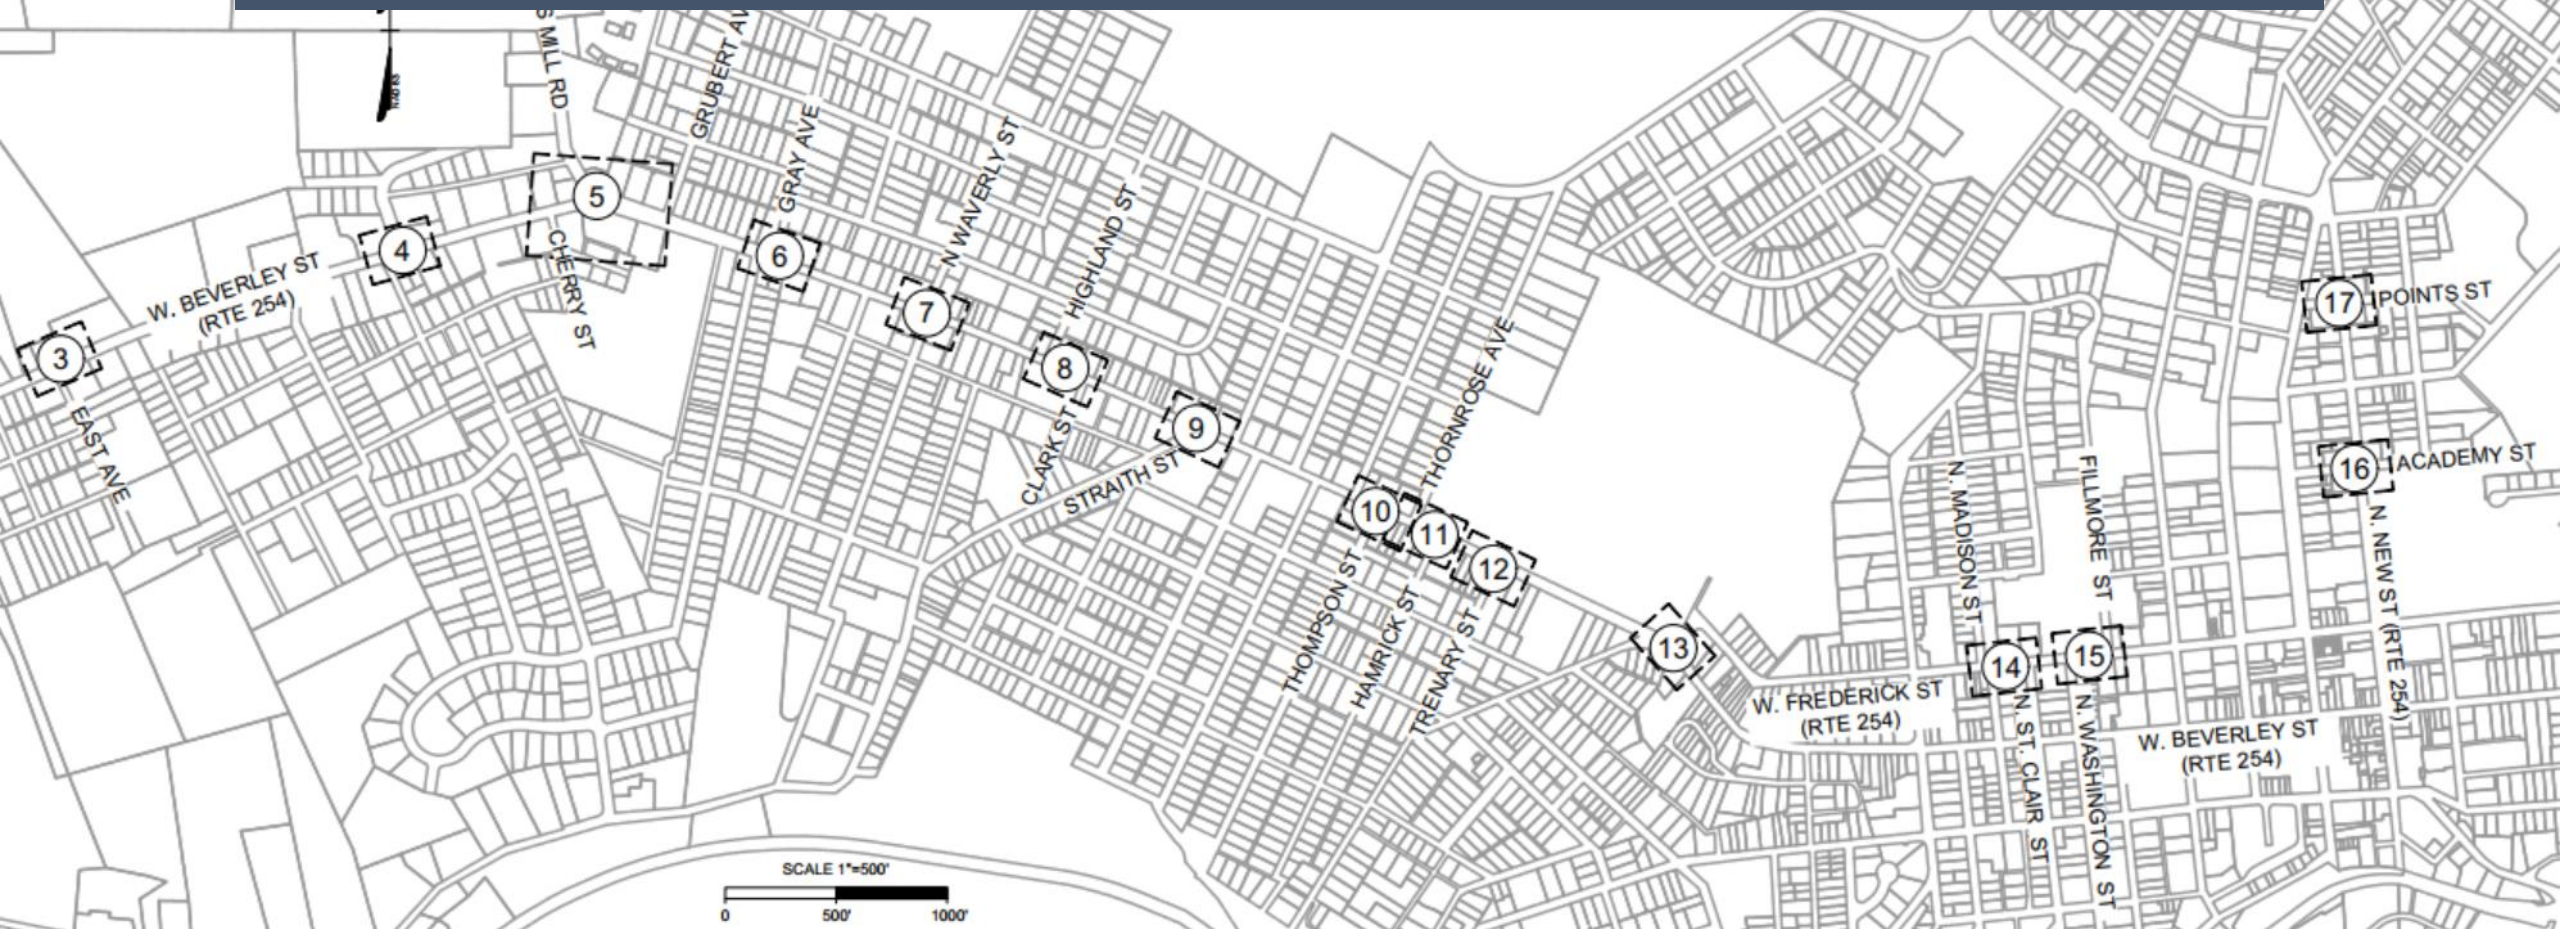 S MILL RD
GRUBERT AV
GRAY AVE
N WAVERLY ST
HIGHLAND ST
5
4
6
CHERRY ST
W. BEVERLEY ST
(RTE 254)
7
17
POINTS ST
3
8
THORNROSE AVE
EAST AVE
9
CLARK ST
STRAITH ST
16
ACADEMY ST
10
11
12
N. MADISON ST
FILLMORE ST
N. NEW ST (RTE 254)
THOMPSON ST
HAMRICK ST
TRENARY ST
13
14
15
W. FREDERICK ST
(RTE 254)
N. ST. CLAIR ST
N. WASHINGTON ST
W. BEVERLEY ST
(RTE 254)
SCALE 1"=500'
0 500' 1000'